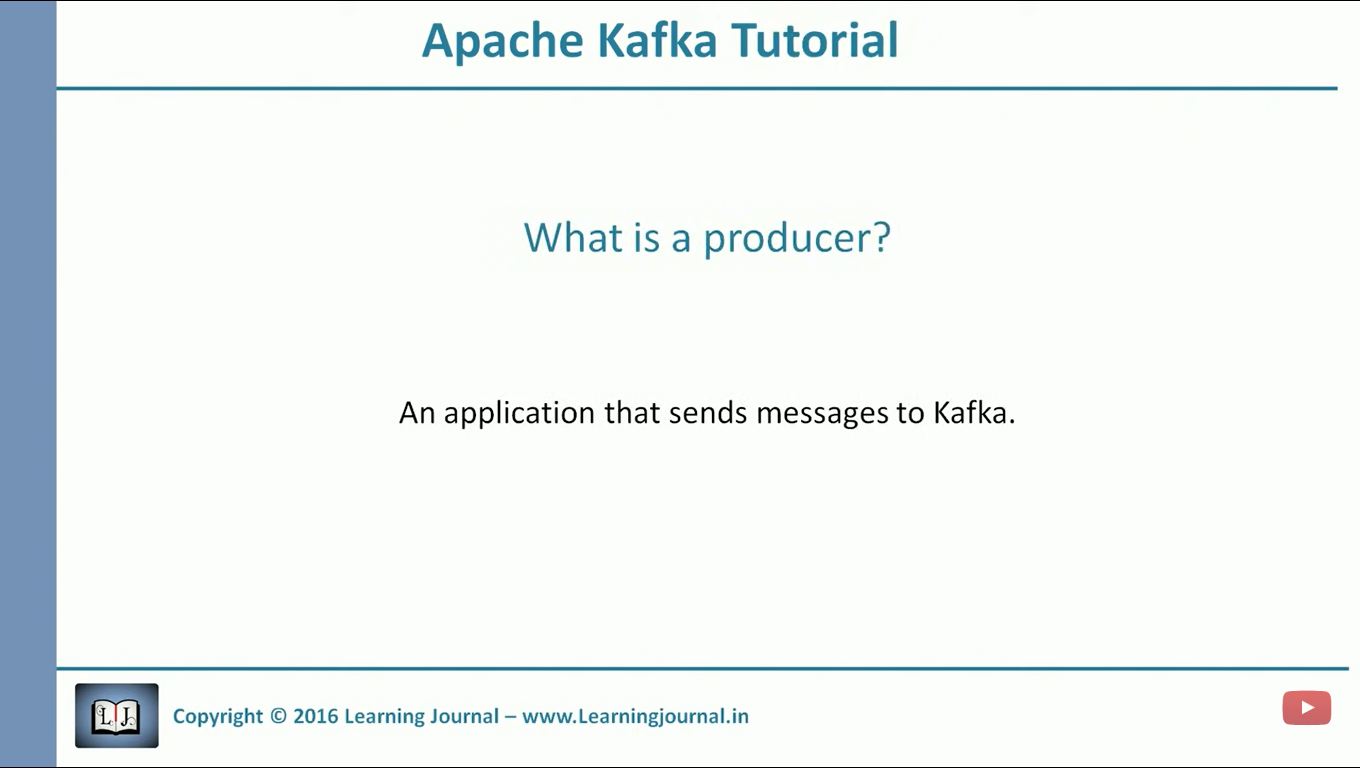 Apache Kafka Tutorial
What is a producer?
An application that sends messages to Kafka.
LJ
Copyright © 2016 Learning Journal – www.Learningjournal.in